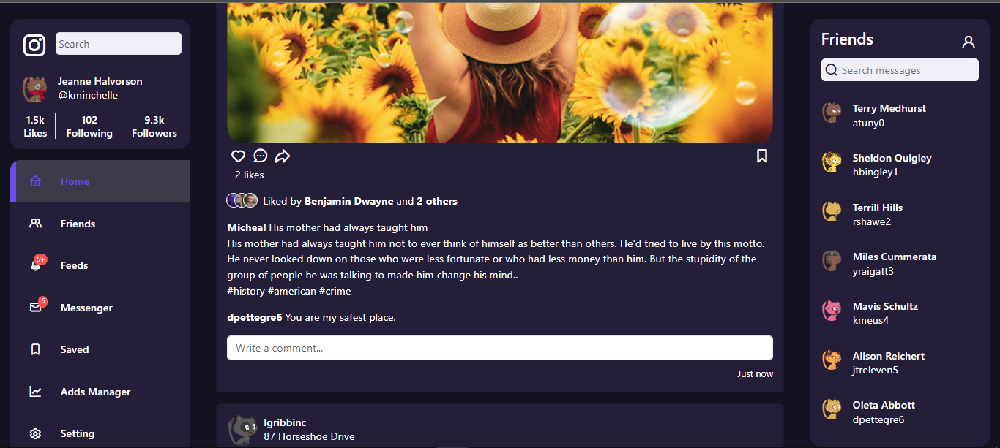 Search
Jeanne Halvorson
@kminchelle
1.5k
Likes
102
Following
9.3k
Followers
Home
Friends
9+
Feeds
6
Messenger
Saved
Adds Manager
Setting
2 likes
Liked by Benjamin Dwayne and 2 others
Micheal His mother had always taught him
His mother had always taught him not to ever think of himself as better than others. He'd tried to live by this motto.
He never looked down on those who were less fortunate or who had less money than him. But the stupidity of the
group of people he was talking to made him change his mind..
#history #american #crime
dpettegre6 You are my safest place.
Write a comment...
Just now
lgribbinc
87 Horseshoe Drive
Friends
Search messages
Terry Medhurst
atuny0
Sheldon Quigley
hbingley1
Terrill Hills
rshawe2
Miles Cummerata
yraigatt3
Mavis Schultz
kmeus4
Alison Reichert
jtreleven5
Oleta Abbott
dpettegre6